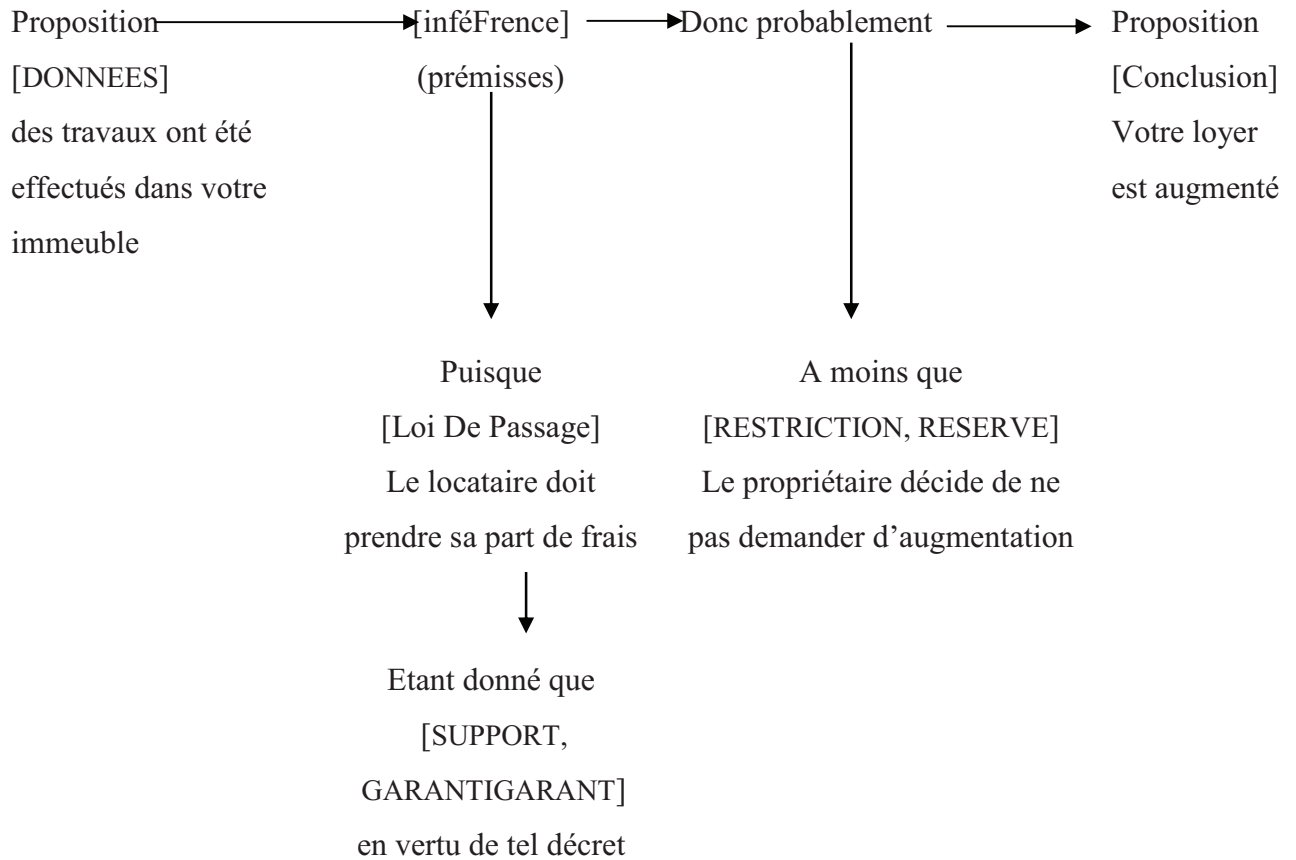 Proposition [inféFrence] Donc probablement Proposition
[DONNEES] (prémisses) [Conclusion]
des travaux ont été Votre loyer
effectués dans votre est augmenté
immeuble
Puisque A moins que
[Loi De Passage] [RESTRICTION, RESERVE]
Le locataire doit Le propriétaire décide de ne
prendre sa part de frais pas demander d’augmentation
Etant donné que
[SUPPORT,
GARANTIGARANT]
en vertu de tel décret